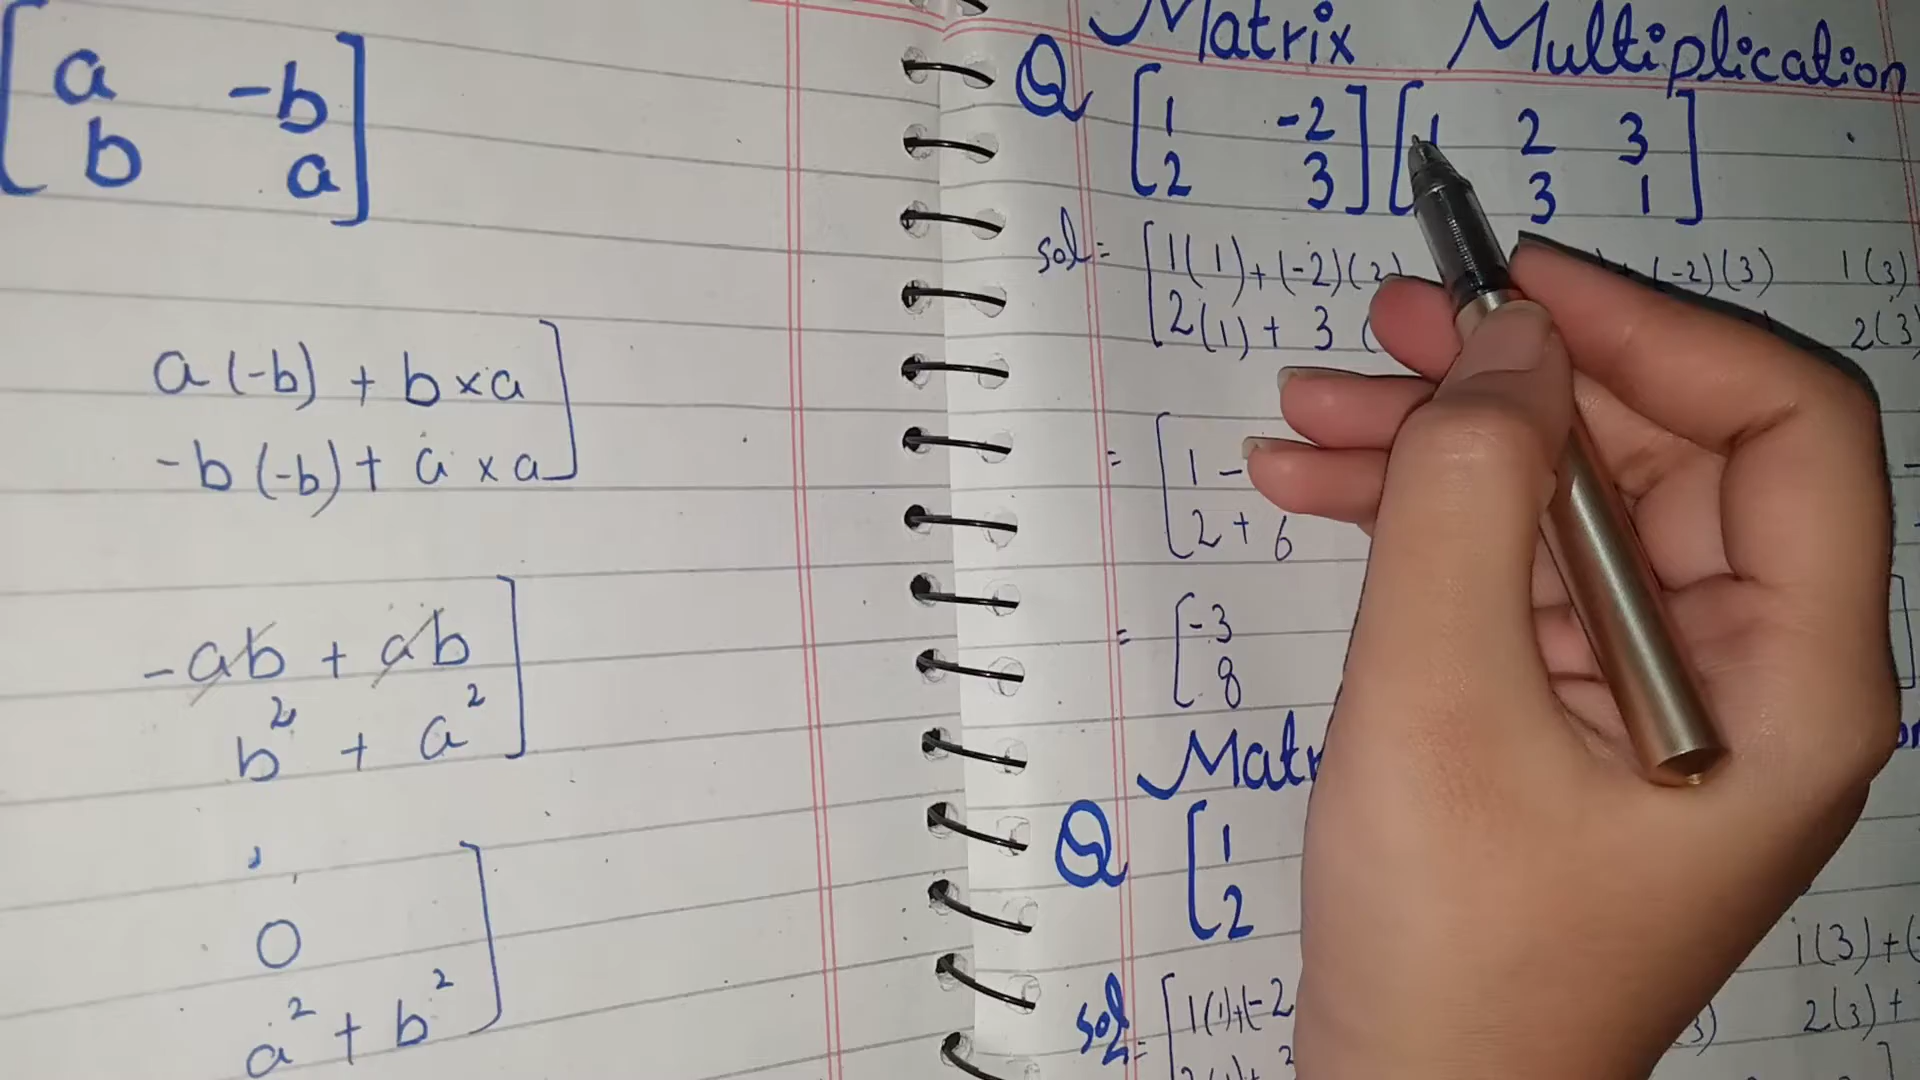 a -b
b a
a(-b) + b×a
-b(-b) + a×a
-ab + ab
b² + a²
0
a² + b²
Matrix Multiplication
Q [1 -2] [1 2 3]
2 3 3 1
sol = [1(1)+(-2)(2) (-2)(3) 1(3)
2(1) + 3( 2(3)
= [1 -
2 + 6
= [-3
8
Q [1
2
1(3)+(-
sol = [1(1)+(-2 2(3)+